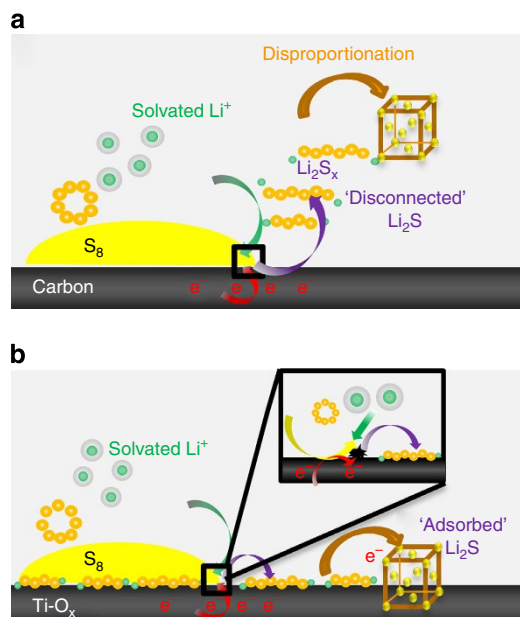 a
Disproportionation
Solvated Li⁺
Li₂Sₓ
'Disconnected'
Li₂S
S₈
Carbon
e⁻ e⁻ e⁻ e⁻
b
e⁻ e⁻
Solvated Li⁺
'Adsorbed'
Li₂S
e⁻
S₈
Ti-Oₓ
e⁻ e⁻ e⁻ e⁻